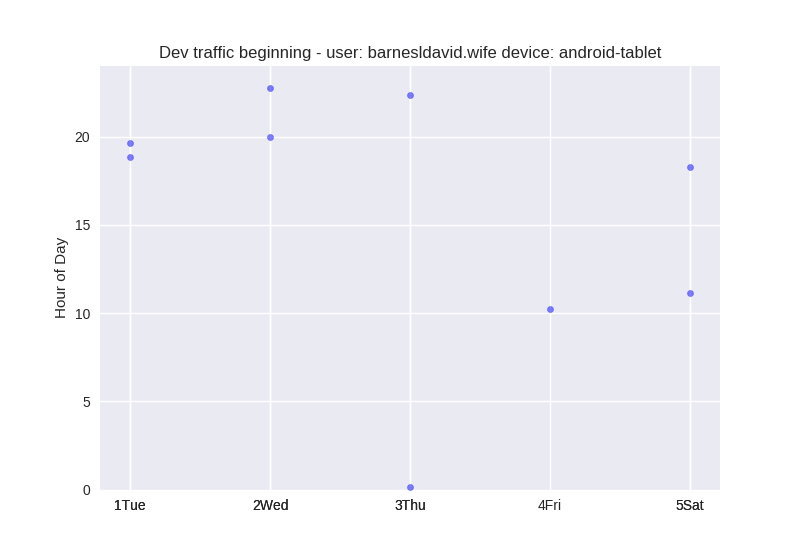 Dev traffic beginning - user: barnesldavid.wife device: android-tablet
Hour of Day
20
15
10
5
0
1Tue 2Wed 3Thu 4Fri 5Sat